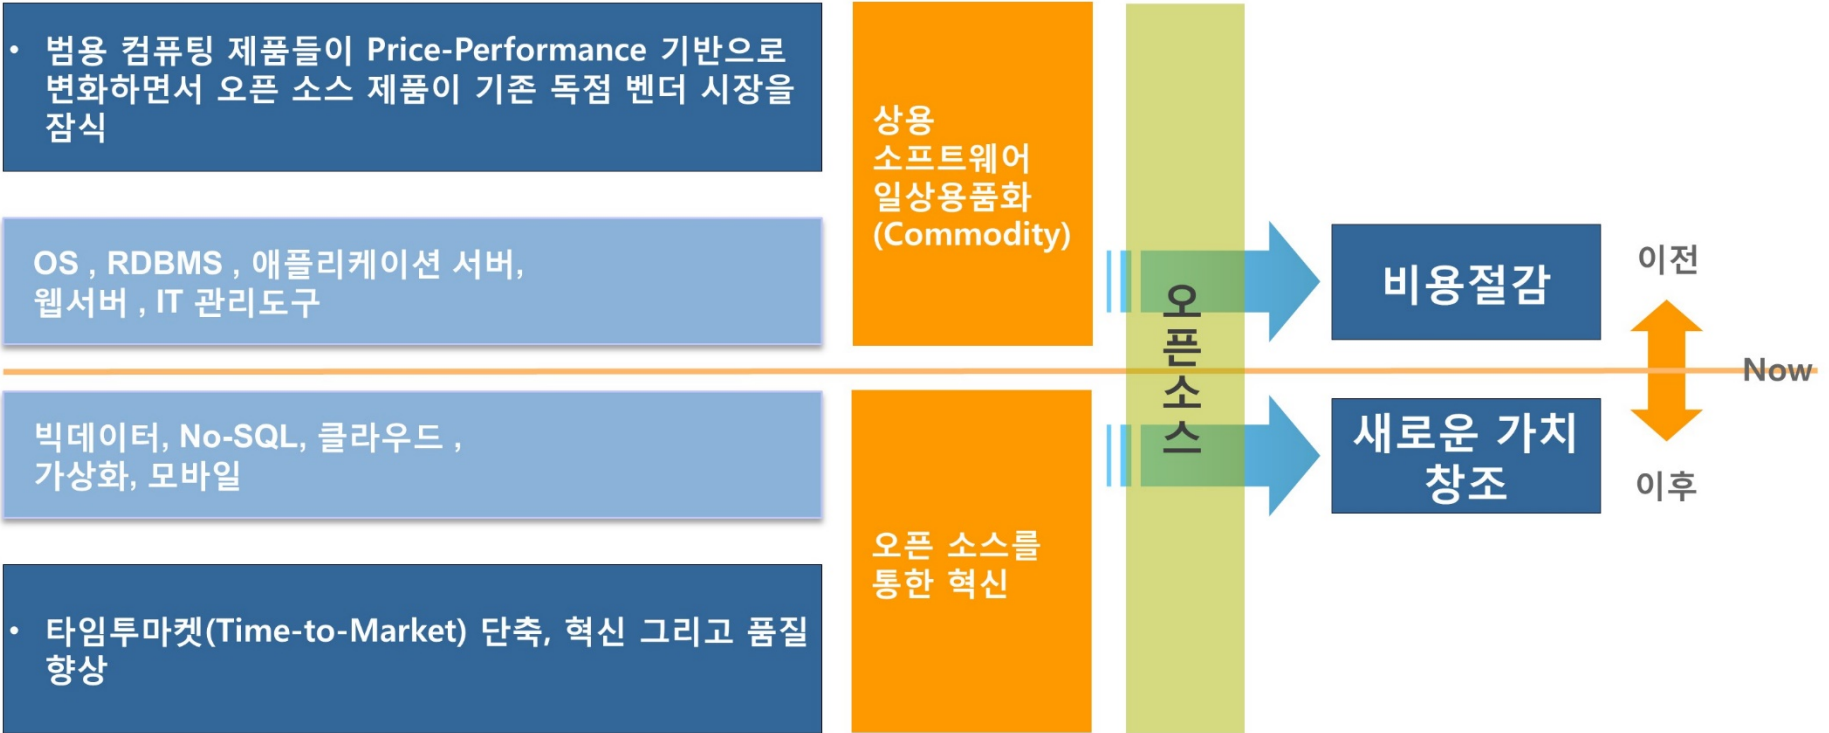 • 범용 컴퓨팅 제품들이 Price-Performance 기반으로
변화하면서 오픈 소스 제품이 기존 독점 벤더 시장을
잠식
OS , RDBMS , 애플리케이션 서버,
웹서버 , IT 관리도구
상용
소프트웨어
일상용품화
(Commodity)
오픈소스
비용절감
이전
Now
빅데이터, No-SQL, 클라우드 ,
가상화, 모바일
• 타임투마켓(Time-to-Market) 단축, 혁신 그리고 품질
향상
오픈 소스를
통한 혁신
새로운 가치
창조
이후